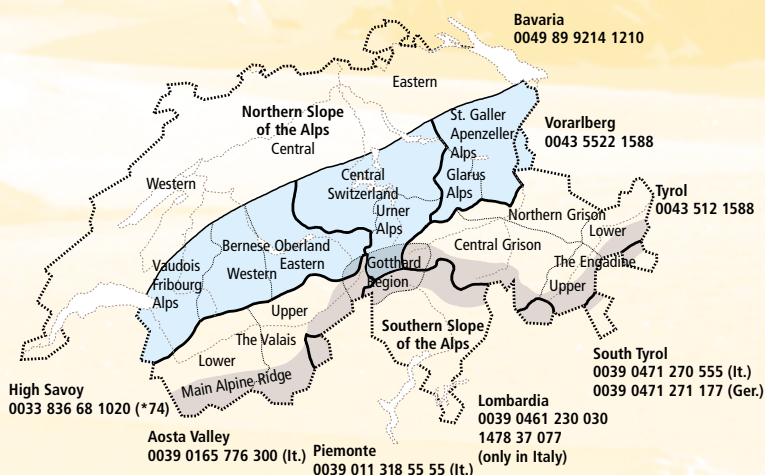 Bavaria
0049 89 9214 1210
Eastern
Northern Slope
of the Alps
Central
St. Galler
Apenzeller
Alps
Glarus
Alps
Vorarlberg
0043 5522 1588
Western
Central
Switzerland
Urner
Alps
Tyrol
0043 512 1588
Northern Grison
Lower
Central Grison
The Engadine
Upper
Bernese Oberland
Western
Eastern
Gotthard
Region
Vaudois
Fribourg
Alps
Upper
The Valais
Lower
Main Alpine Ridge
Southern Slope
of the Alps
South Tyrol
0039 0471 270 555 (It.)
0039 0471 271 177 (Ger.)
High Savoy
0033 836 68 1020 (*74)
Lombardia
0039 0461 230 030
1478 37 077
(only in Italy)
Aosta Valley
0039 0165 776 300 (It.)
Piemonte
0039 011 318 55 55 (It.)